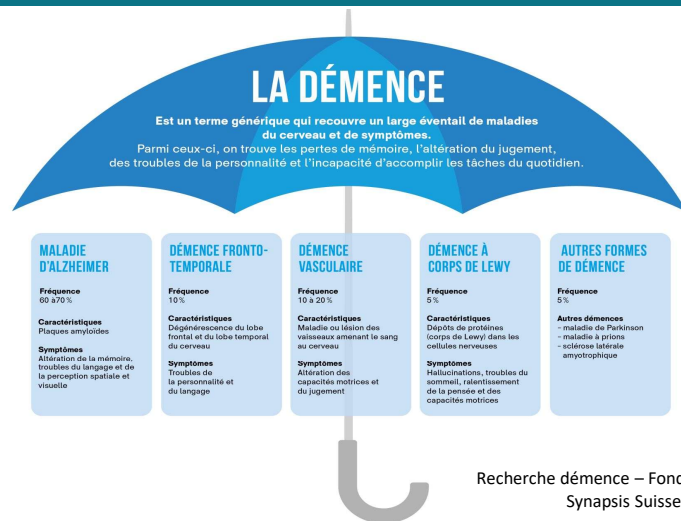 LA DÉMENCE
Est un terme générique qui recouvre un large éventail de maladies
du cerveau et de symptômes.
Parmi ceux-ci, on trouve les pertes de mémoire, l'altération du jugement,
des troubles de la personnalité et l'incapacité d'accomplir les tâches du quotidien.
MALADIE
D'ALZHEIMER
Fréquence
60 à70%
Caractéristiques
Plaques amyloïdes
Symptômes
Altération de la mémoire,
troubles du langage et de
la perception spatiale et
visuelle
DÉMENCE FRONTO-
TEMPORALE
Fréquence
10%
Caractéristiques
Dégénérescence du lobe
frontal et du lobe temporal
du cerveau
Symptômes
Troubles de
la personnalité et
du langage
DÉMENCE
VASCULAIRE
Fréquence
10 à 20%
Caractéristiques
Maladie ou lésion des
vaisseaux amenant le sang
au cerveau
Symptômes
Altération des
capacités motrices et
du jugement
DÉMENCE À
CORPS DE LEWY
Fréquence
5%
Caractéristiques
Dépôts de protéines
(corps de Lewy) dans les
cellules nerveuses
Symptômes
Hallucinations, troubles du
sommeil, ralentissement
de la pensée et des
capacités motrices
AUTRES FORMES
DE DÉMENCE
Fréquence
5%
Autres démences
– maladie de Parkinson
– maladie à prions
– sclérose latérale
amyotrophique
Recherche démence – Fond
Synapsis Suisse